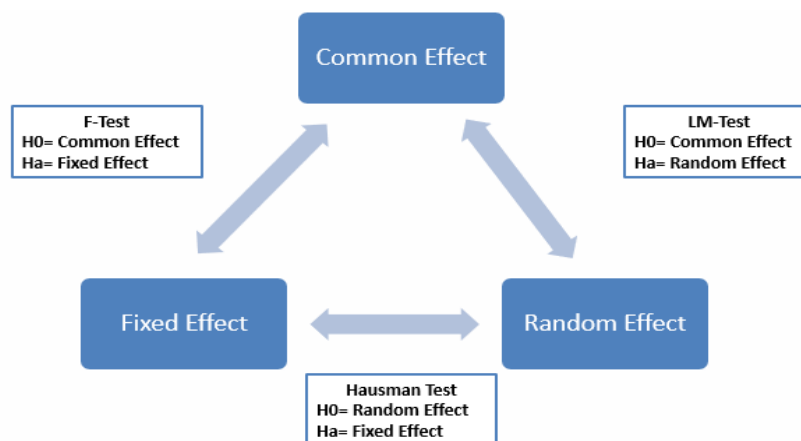 Common Effect
F-Test
H0= Common Effect
Ha= Fixed Effect
LM-Test
H0= Common Effect
Ha= Random Effect
Fixed Effect
Random Effect
Hausman Test
H0= Random Effect
Ha= Fixed Effect